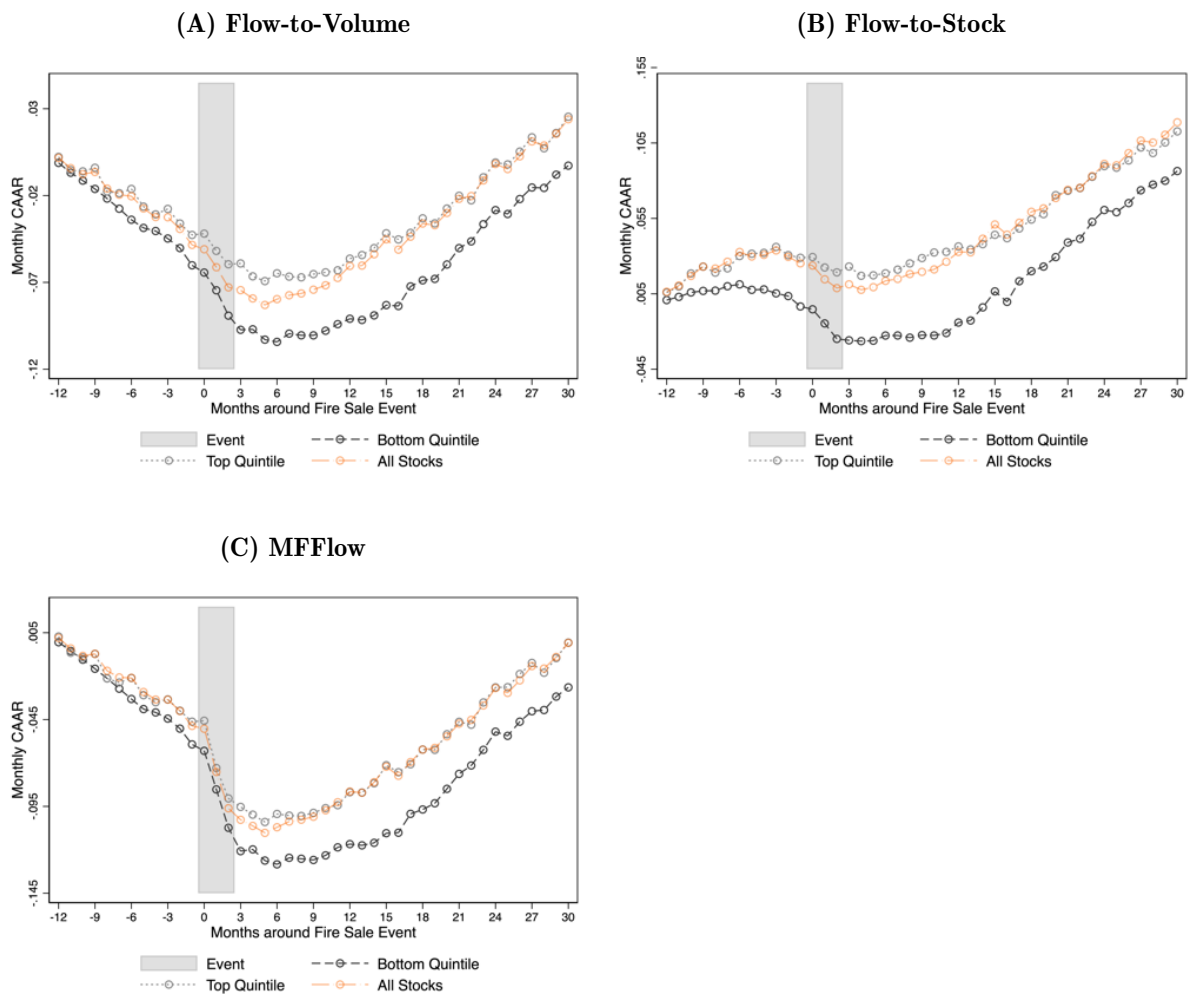 (A) Flow-to-Volume
Monthly CAAR
.03
-.02
-.07
-.12
-12 -9 -6 -3 0 3 6 9 12 15 18 21 24 27 30
Months around Fire Sale Event
Event Bottom Quintile
Top Quintile All Stocks
(B) Flow-to-Stock
Monthly CAAR
.155
.105
.055
.005
-.045
-12 -9 -6 -3 0 3 6 9 12 15 18 21 24 27 30
Months around Fire Sale Event
Event Bottom Quintile
Top Quintile All Stocks
(C) MFFlow
Monthly CAAR
.005
-.045
-.095
-.145
-12 -9 -6 -3 0 3 6 9 12 15 18 21 24 27 30
Months around Fire Sale Event
Event Bottom Quintile
Top Quintile All Stocks